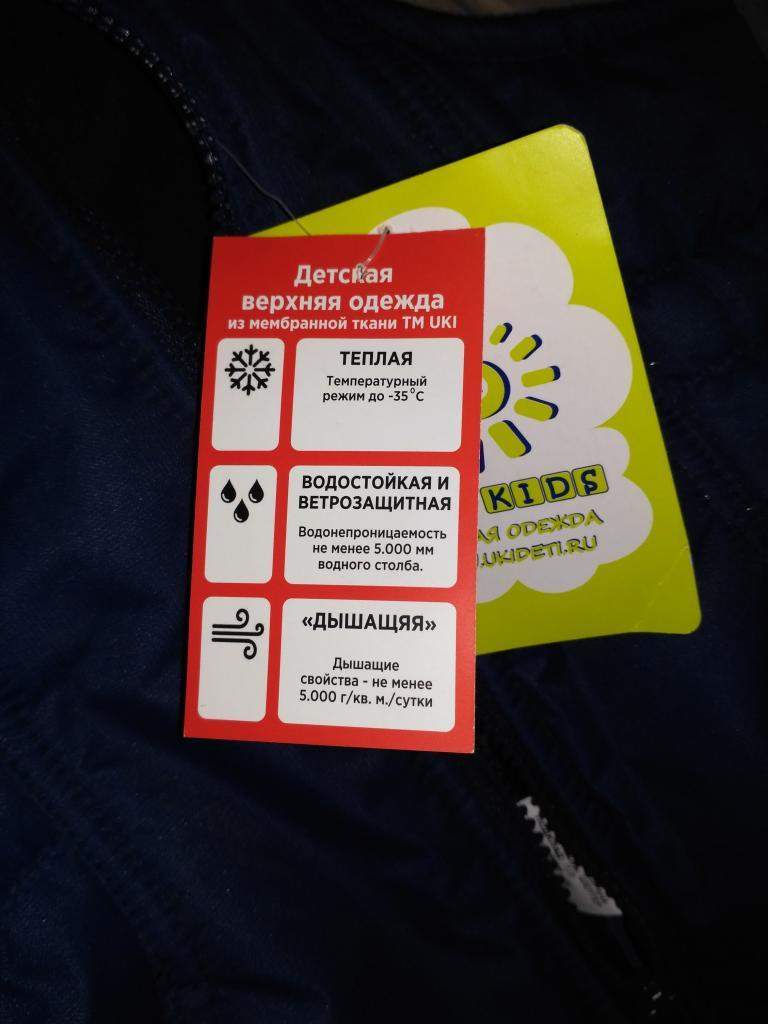 Детская
верхняя одежда
из мембранной ткани ТМ UKI
ТЕПЛАЯ
Температурный
режим до -35°C
ВОДОСТОЙКАЯ И
ВЕТРОЗАЩИТНАЯ
Водонепроницаемость
не менее 5.000 мм
водного столба.
«ДЫШАЩЯЯ»
Дышащие
свойства - не менее
5.000 г/кв. м./сутки
KIDS
АЯ ОДЕЖДА
.UKIDETI.RU